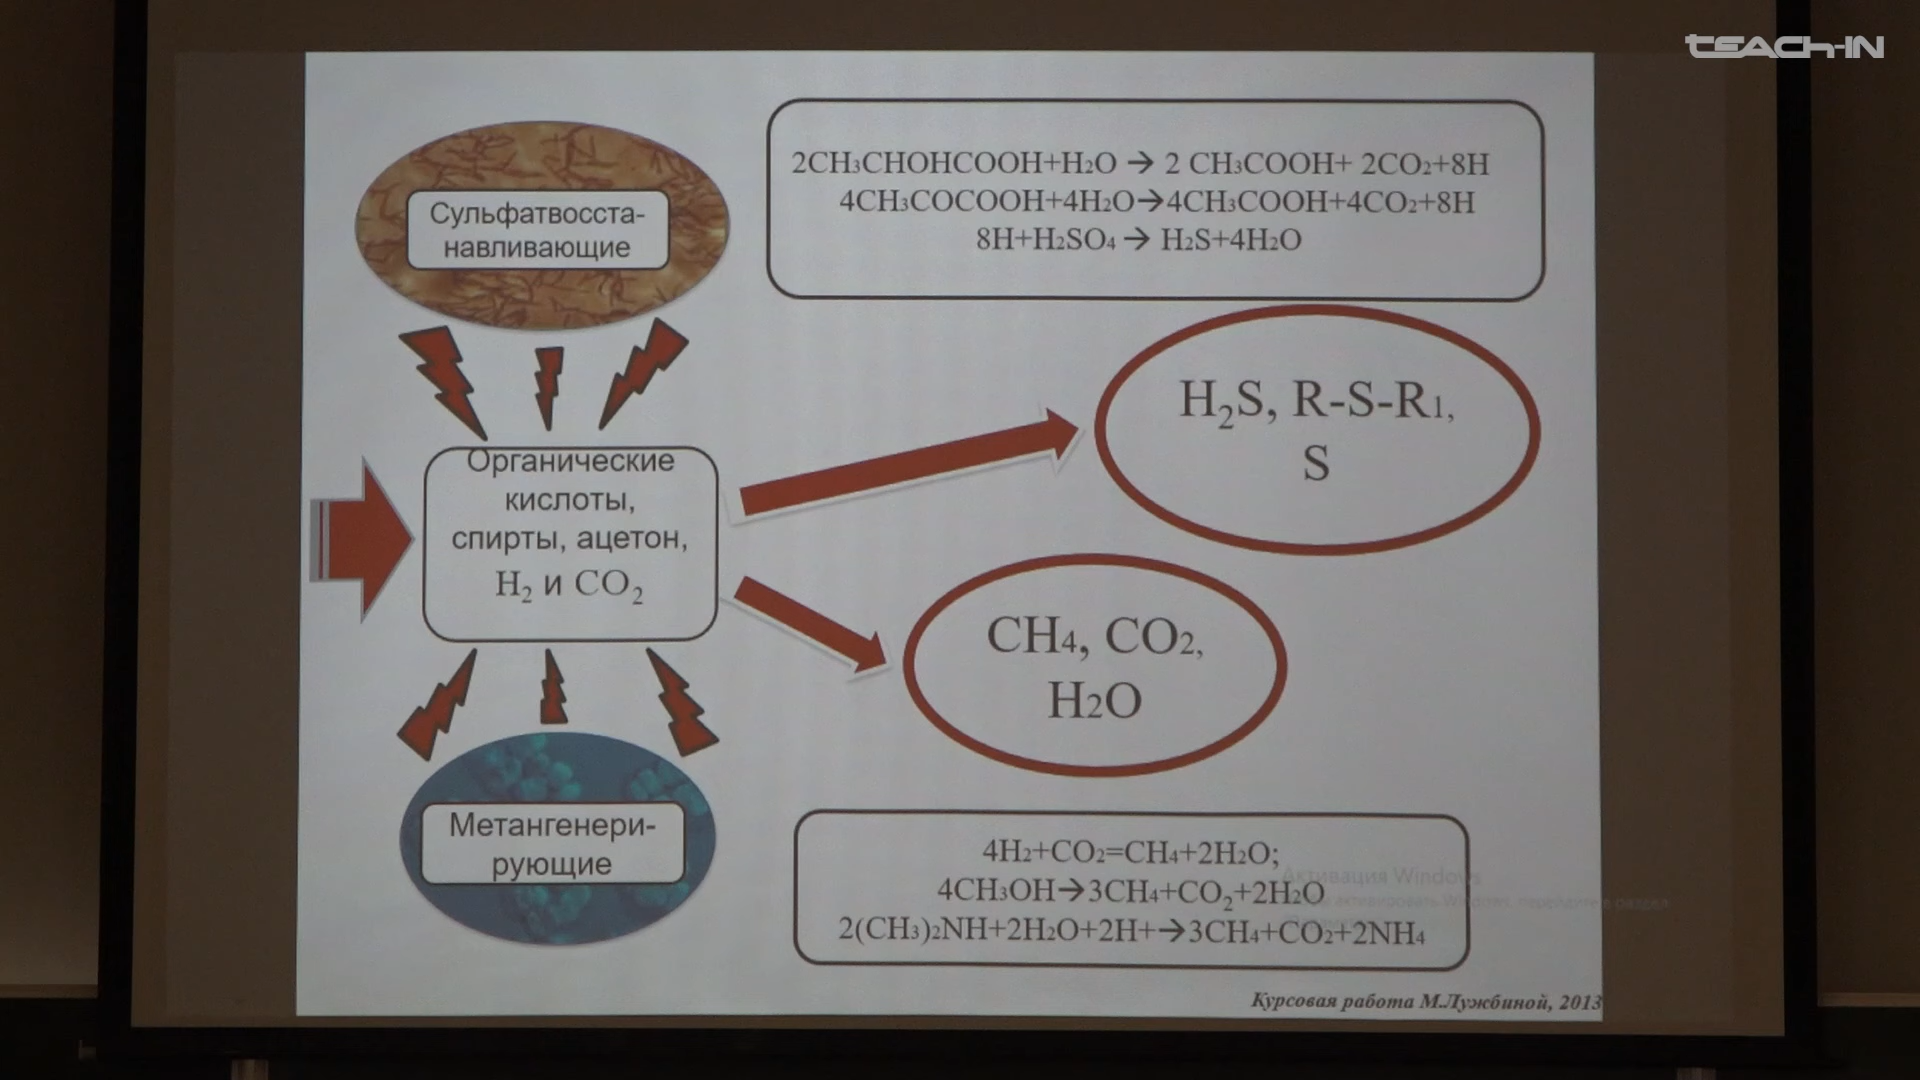 TEACH-IN
Сульфатвосста-
навливающие
2CH₃CHOHCOOH+H₂O → 2 CH₃COOH+ 2CO₂+8H
4CH₃COCOOH+4H₂O→4CH₃COOH+4CO₂+8H
8H+H₂SO₄ → H₂S+4H₂O
H₂S, R-S-R₁,
S
Органические
кислоты,
спирты, ацетон,
H₂ и CO₂
CH₄, CO₂,
H₂O
Метангенери-
рующие
4H₂+CO₂=CH₄+2H₂O;
4CH₃OH→3CH₄+CO₂+2H₂O
2(CH₃)₂NH+2H₂O+2H+→3CH₄+CO₂+2NH₄
Активация Windows
Курсовая работа М.Лужбиной, 2013